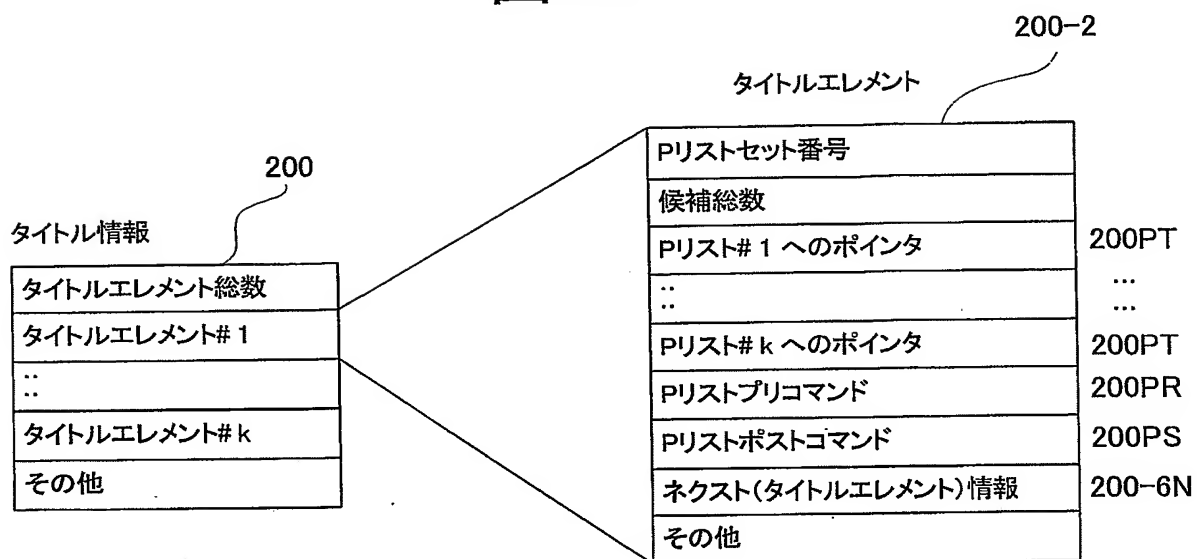 200-2
タイトルエレメント
200
タイトル情報
タイトルエレメント総数
タイトルエレメント#1
::
タイトルエレメント#k
その他
Pリストセット番号
候補総数
Pリスト#1へのポインタ 200PT
:: ...
...
Pリスト#kへのポインタ 200PT
Pリストプリコマンド 200PR
Pリストポストコマンド 200PS
ネクスト(タイトルエレメント)情報 200-6N
その他